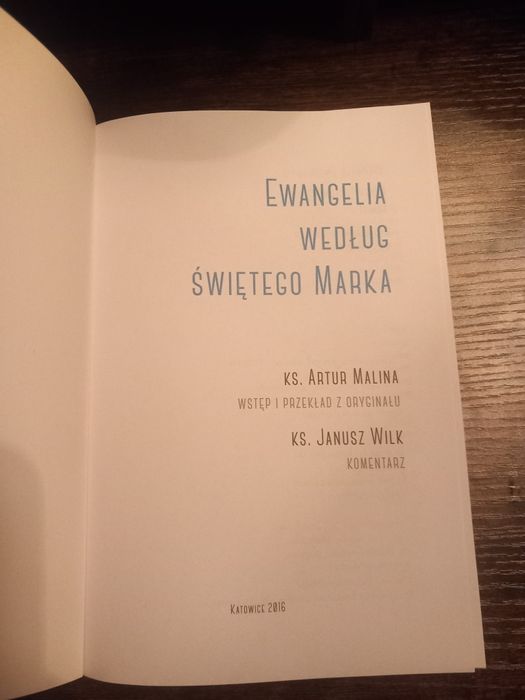 Ewangelia
według
świętego Marka
ks. Artur Malina
wstęp i przekład z oryginału
ks. Janusz Wilk
komentarz
Katowice 2016